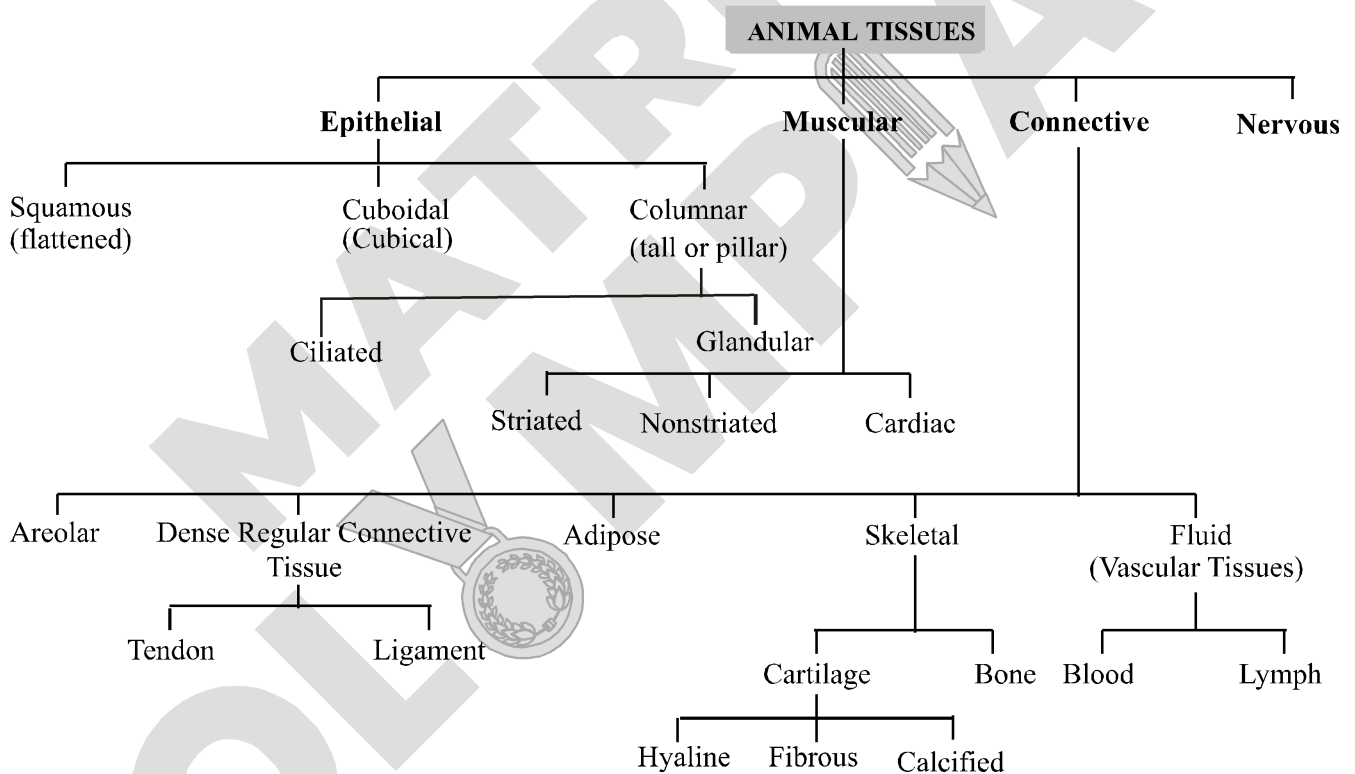 ANIMAL TISSUES
Epithelial
Muscular
Connective
Nervous
Squamous
(flattened)
Cuboidal
(Cubical)
Columnar
(tall or pillar)
Ciliated
Glandular
Striated
Nonstriated
Cardiac
Areolar
Dense Regular Connective
Tissue
Adipose
Skeletal
Fluid
(Vascular Tissues)
Tendon
Ligament
Cartilage
Bone
Blood
Lymph
Hyaline
Fibrous
Calcified